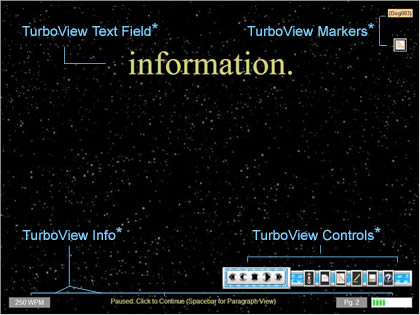 [Dog003]
TurboView Text Field*
TurboView Markers*
information.
TurboView Info*
TurboView Controls*
250 WPM
Paused. Click to Continue (Spacebar for Paragraph View)
Pg. 2
?